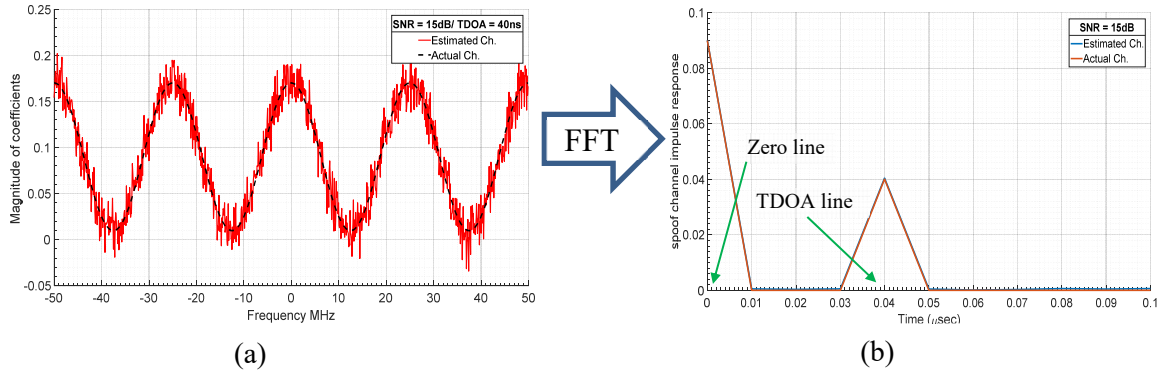 SNR = 15dB/ TDOA = 40ns
Estimated Ch.
Actual Ch.
Magnitude of coefficients
0.25
0.2
0.15
0.1
0.05
0
-0.05
-50 -40 -30 -20 -10 0 10 20 30 40 50
Frequency MHz
(a)
FFT
SNR = 15dB
Estimated Ch.
Actual Ch.
spoof channel impulse response
0.1
0.08
0.06
0.04
0.02
0
Zero line
TDOA line
0 0.01 0.02 0.03 0.04 0.05 0.06 0.07 0.08 0.09 0.1
Time (μsec)
(b)